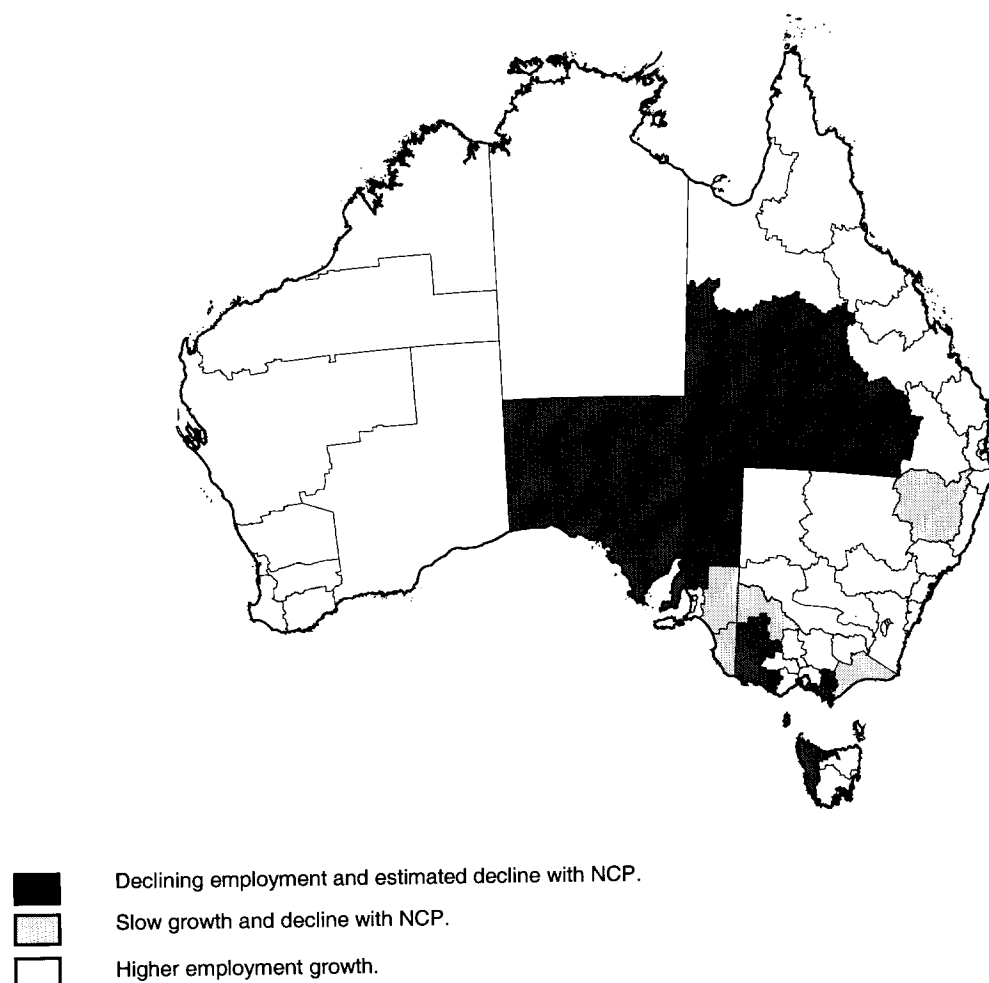 Declining employment and estimated decline with NCP.
Slow growth and decline with NCP.
Higher employment growth.